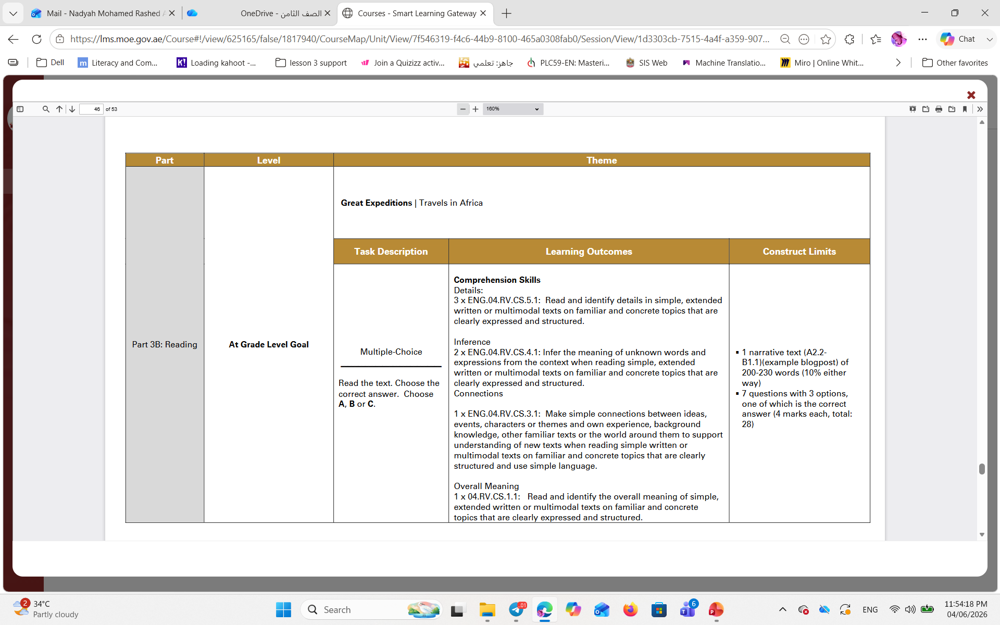 Mail - Nadyah Mohamed Rashed
OneDrive - الصف الثامن
Courses - Smart Learning Gateway
https://lms.moe.gov.ae/Course#!/view/625165/false/1817940/CourseMap/Unit/View/7f546319-f4c6-44b9-8100-465a0308fab0/Session/View/1d3303cb-7515-4a4f-a359-907...
Chat
Dell
Literacy and Com...
Loading kahoot -...
lesson 3 support
Join a Quizizz activ...
جاهز: تعلمي
PLC59-EN: Masteri...
SIS Web
Machine Translatio...
Miro | Online Whit...
Other favorites
46 of 53
160%
Part Level Theme
Great Expeditions | Travels in Africa
Task Description Learning Outcomes Construct Limits
Part 3B: Reading
At Grade Level Goal
Multiple-Choice
Read the text. Choose the
correct answer. Choose
A, B or C.
Comprehension Skills
Details:
3 x ENG.04.RV.CS.5.1: Read and identify details in simple, extended
written or multimodal texts on familiar and concrete topics that are
clearly expressed and structured.
Inference
2 x ENG.04.RV.CS.4.1: Infer the meaning of unknown words and
expressions from the context when reading simple, extended
written or multimodal texts on familiar and concrete topics that are
clearly expressed and structured.
Connections
1 x ENG.04.RV.CS.3.1: Make simple connections between ideas,
events, characters or themes and own experience, background
knowledge, other familiar texts or the world around them to support
understanding of new texts when reading simple written or
multimodal texts on familiar and concrete topics that are clearly
structured and use simple language.
Overall Meaning
1 x 04.RV.CS.1.1: Read and identify the overall meaning of simple,
extended written or multimodal texts on familiar and concrete
topics that are clearly expressed and structured.
▪ 1 narrative text (A2.2-
B1.1)(example blogpost) of
200-230 words (10% either
way)
▪ 7 questions with 3 options,
one of which is the correct
answer (4 marks each, total:
28)
2
34°C
Partly cloudy
Search
.01
6
ENG
11:54:18 PM
04/06/2026